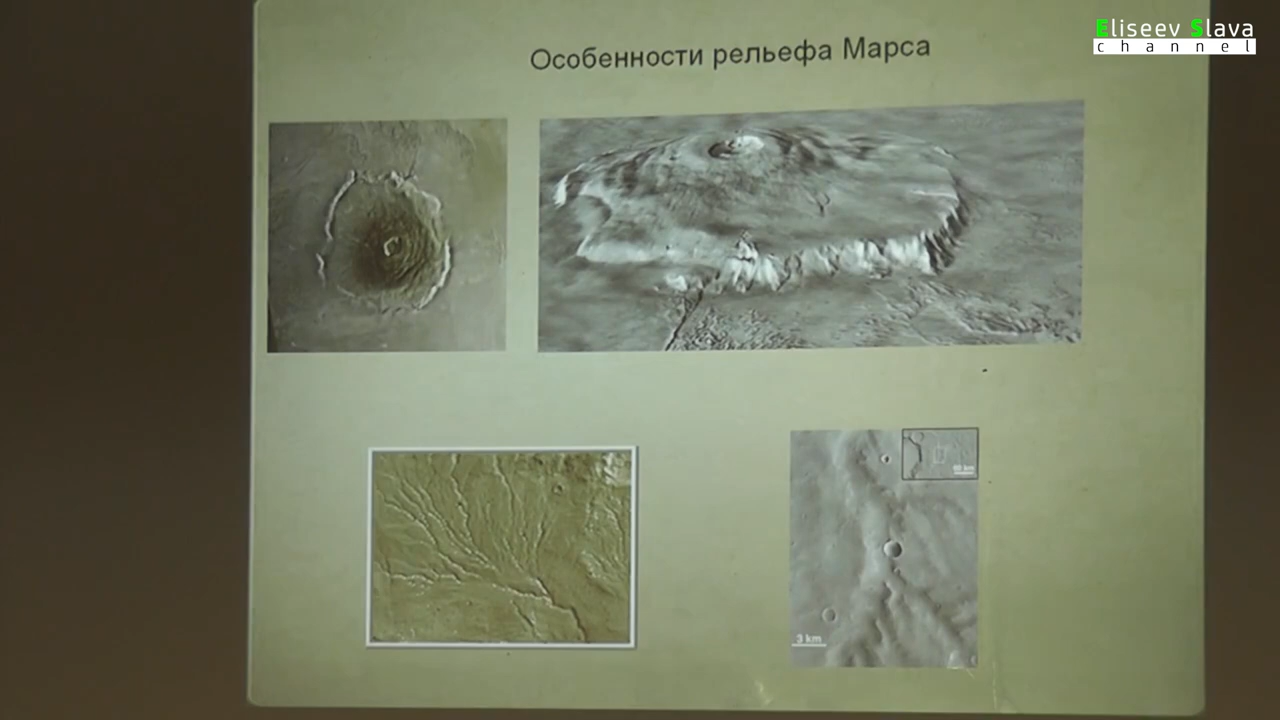 Eliseev Slava
channel
Особенности рельефа Марса
3 km